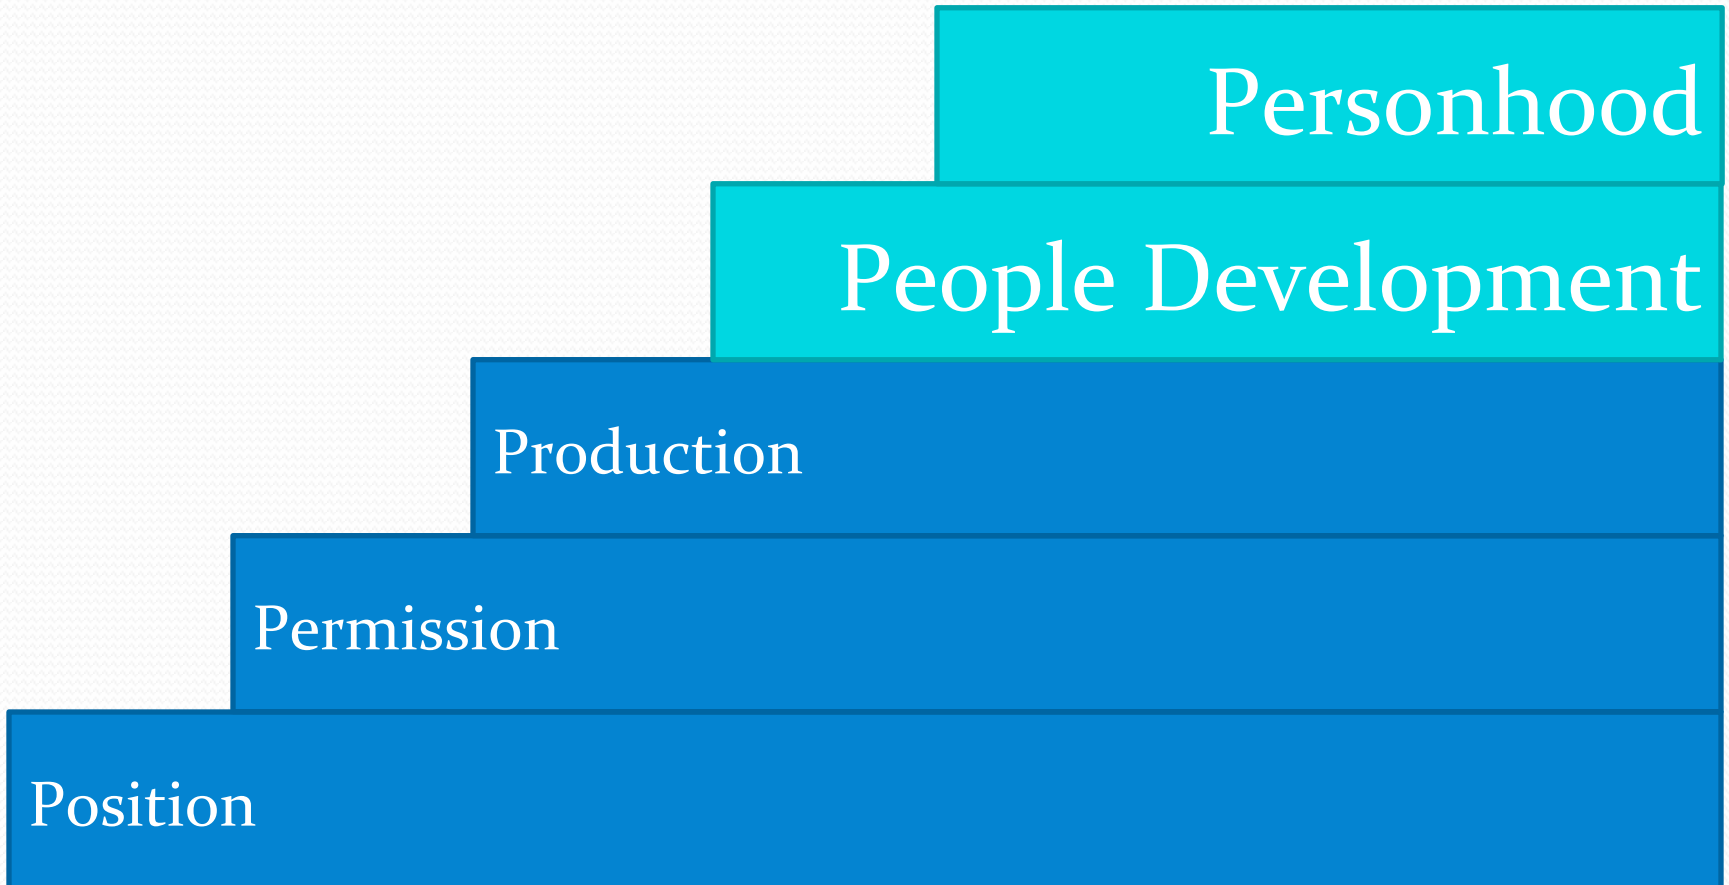 Personhood
People Development
Production
Permission
Position